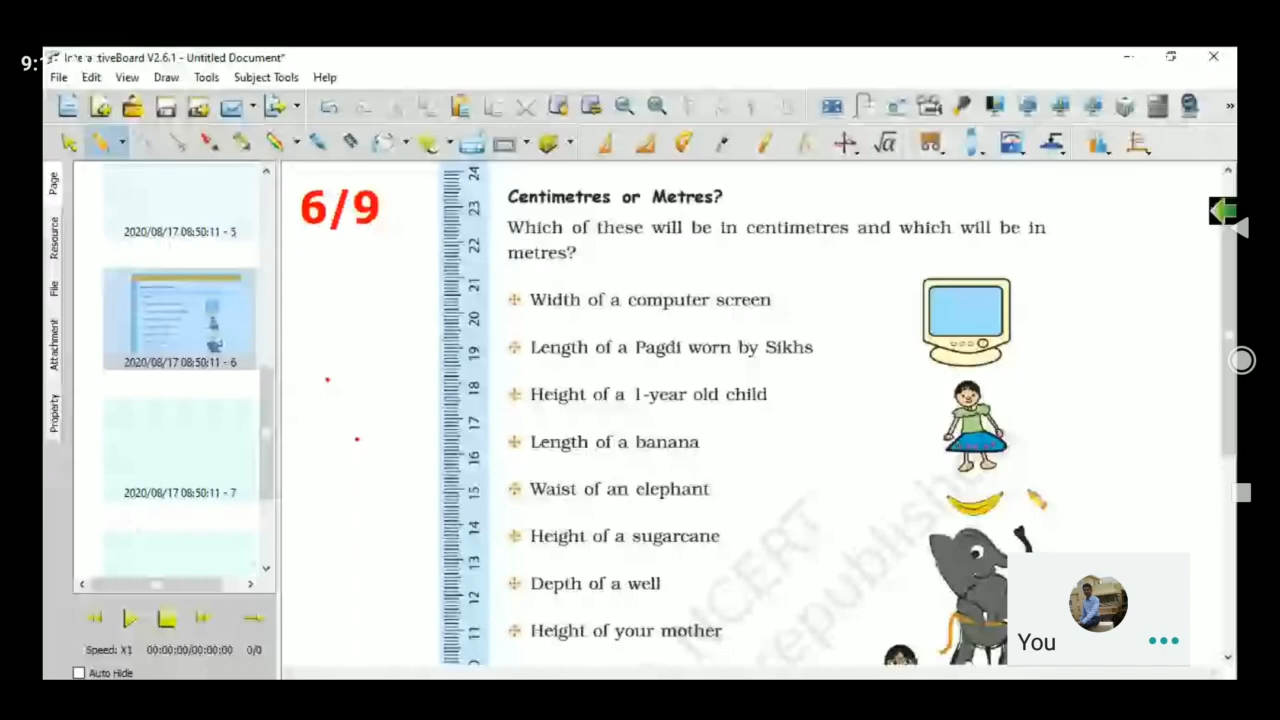 9:
InteractiveBoard V2.6.1 - Untitled Document*
File Edit View Draw Tools Subject Tools Help
Page
Resource
File
Attachment
Property
2020/08/17 08:50:11 - 5
2020/08/17 08:50:11 - 6
2020/08/17 08:50:11 - 7
Speed: X1 00:00:00/00:00:00 0/0
Auto Hide
6/9
24
23
22
21
20
19
18
17
16
15
14
13
12
11
Centimetres or Metres?
Which of these will be in centimetres and which will be in
metres?
Width of a computer screen
Length of a Pagdi worn by Sikhs
Height of a 1-year old child
Length of a banana
Waist of an elephant
Height of a sugarcane
Depth of a well
Height of your mother
NCERT
republished
You